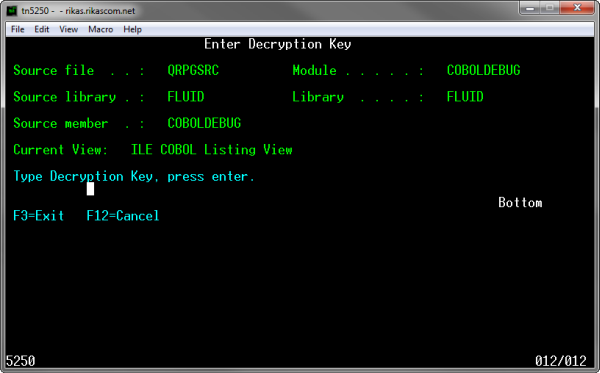 tn5250 - - rikas.rikascom.net
File Edit View Macro Help
Enter Decryption Key
Source file . . : QRPGSRC Module . . . . . : COBOLDEBUG
Source library . : FLUID Library . . . . : FLUID
Source member . : COBOLDEBUG
Current View: ILE COBOL Listing View
Type Decryption Key, press enter.
Bottom
F3=Exit F12=Cancel
5250 012/012